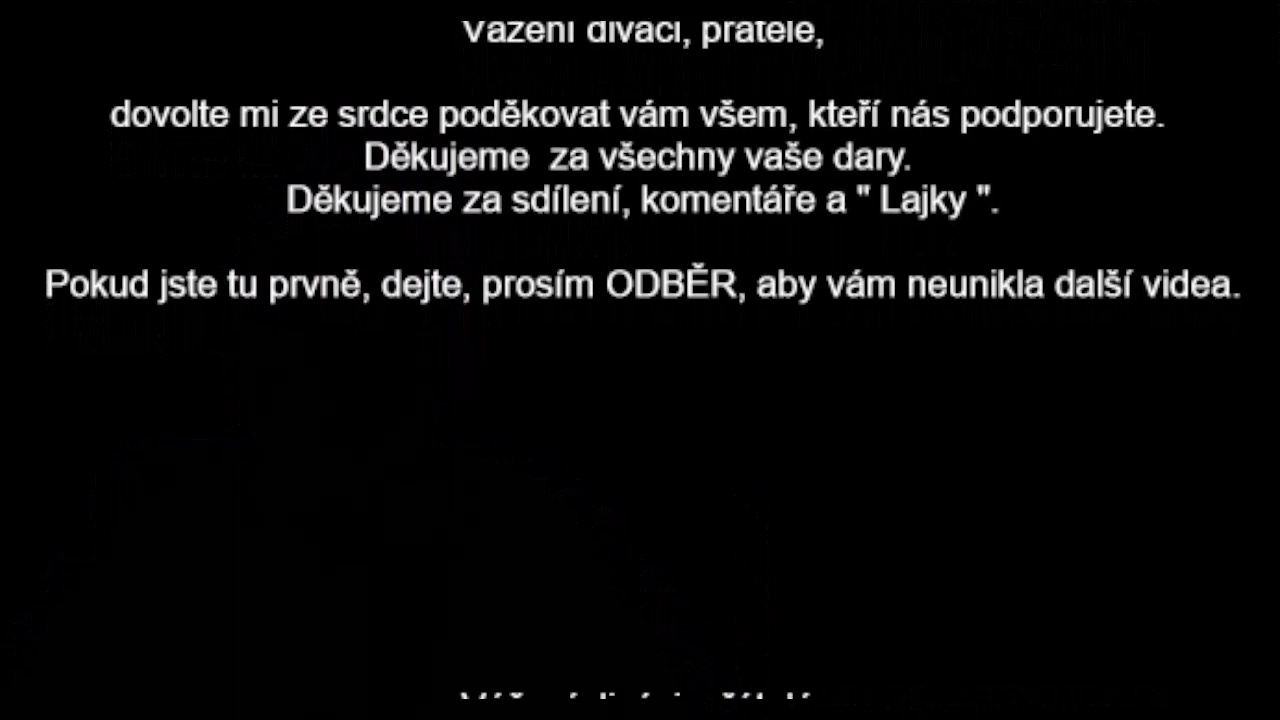 Vážení diváci, přátelé,
dovolte mi ze srdce poděkovat vám všem, kteří nás podporujete.
Děkujeme za všechny vaše dary.
Děkujeme za sdílení, komentáře a " Lajky ".
Pokud jste tu prvně, dejte, prosím ODBĚR, aby vám neunikla další videa.